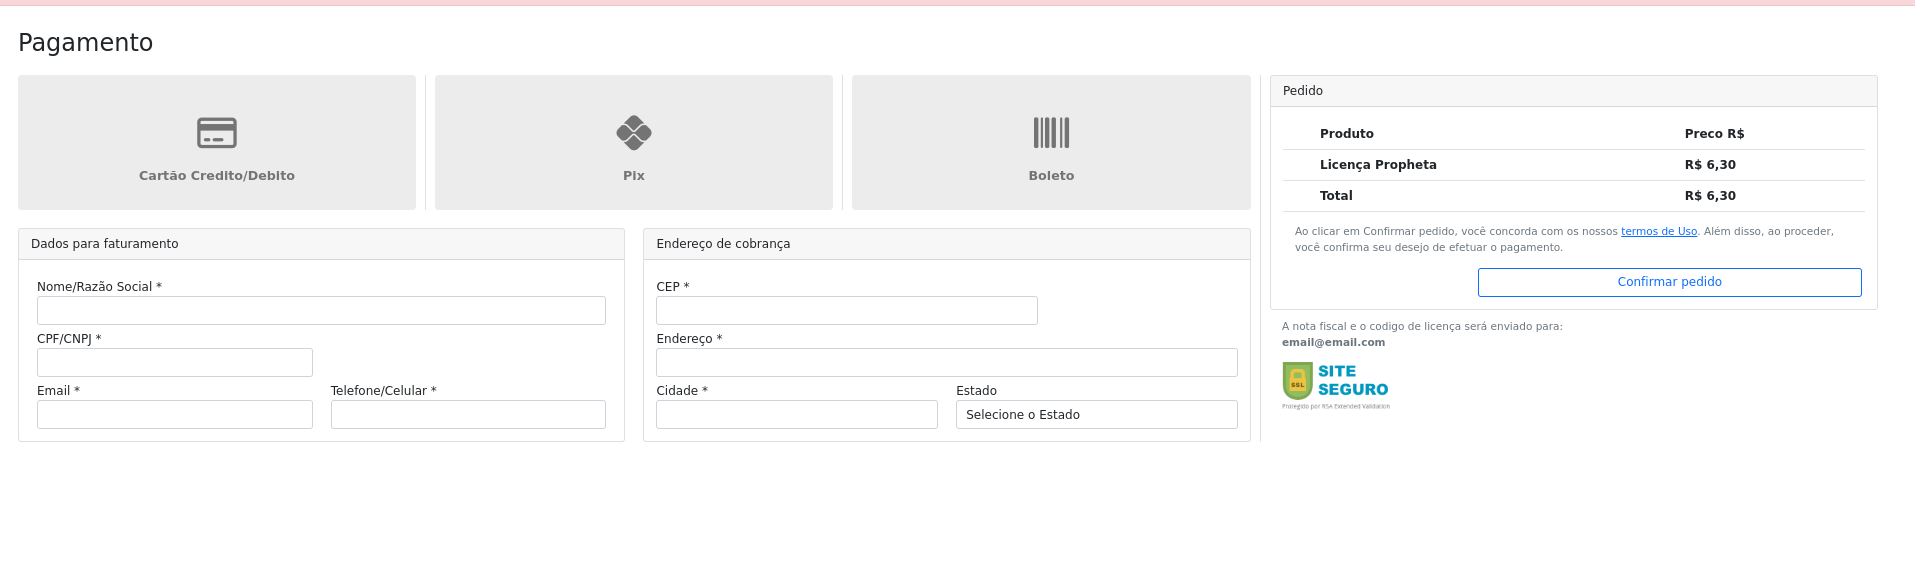 Pagamento
Cartão Credito/Debito
Pix
Boleto
Dados para faturamento
Nome/Razão Social *
CPF/CNPJ *
Email *
Telefone/Celular *
Endereço de cobrança
CEP *
Endereço *
Cidade *
Estado
Selecione o Estado
Pedido
Produto Preco R$
Licença Propheta R$ 6,30
Total R$ 6,30
Ao clicar em Confirmar pedido, você concorda com os nossos termos de Uso. Além disso, ao proceder,
você confirma seu desejo de efetuar o pagamento.
Confirmar pedido
A nota fiscal e o codigo de licença será enviado para:
email@email.com
SSL
SITE
SEGURO
Protegido por RSA Extended Validation